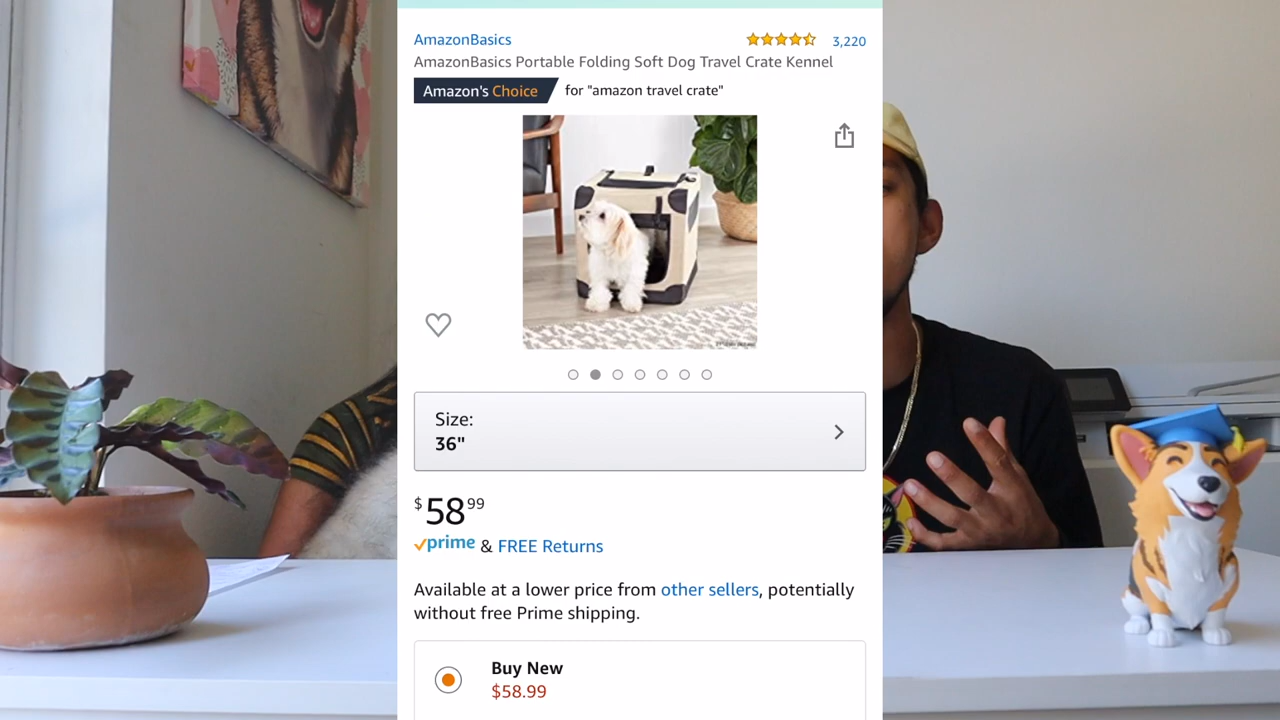 AmazonBasics
3,220
AmazonBasics Portable Folding Soft Dog Travel Crate Kennel
Amazon's Choice for "amazon travel crate"
Size:
36"
$58 99
prime & FREE Returns
Available at a lower price from other sellers, potentially
without free Prime shipping.
Buy New
$58.99